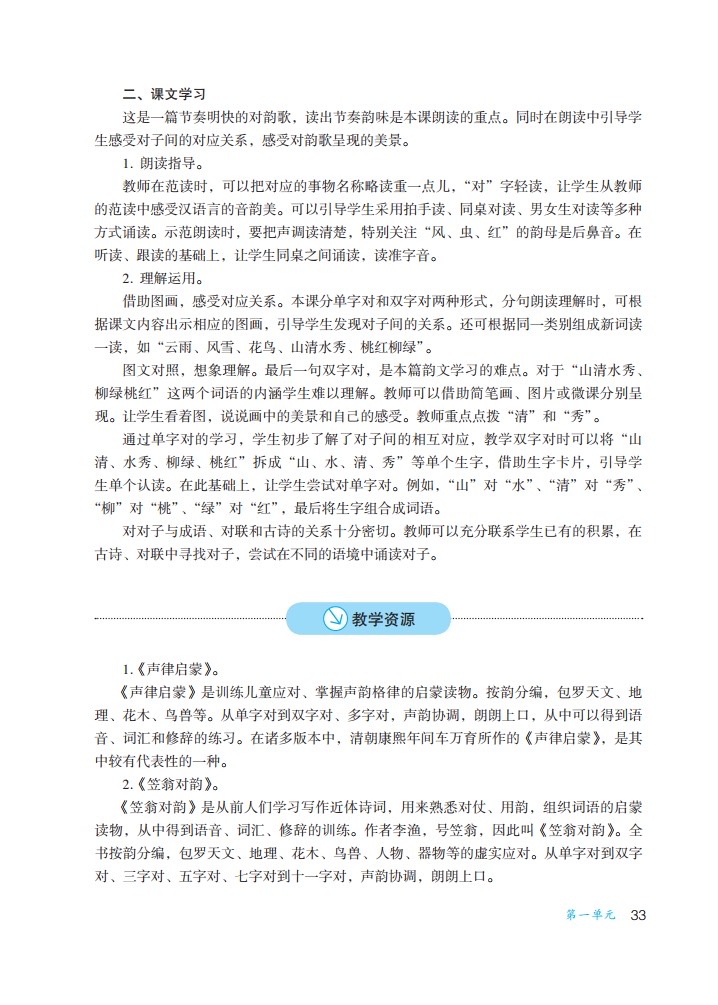 二、课文学习
这是一篇节奏明快的对韵歌，读出节奏韵味是本课朗读的重点。同时在朗读中引导学
生感受对子间的对应关系，感受对韵歌呈现的美景。
1. 朗读指导。
教师在范读时，可以把对应的事物名称略读重一点儿，“对”字轻读，让学生从教师
的范读中感受汉语言的音韵美。可以引导学生采用拍手读、同桌对读、男女生对读等多种
方式诵读。示范朗读时，要把声调读清楚，特别关注“风、虫、红”的韵母是后鼻音。在
听读、跟读的基础上，让学生同桌之间诵读，读准字音。
2. 理解运用。
借助图画，感受对应关系。本课分单字对和双字对两种形式，分句朗读理解时，可根
据课文内容出示相应的图画，引导学生发现对子间的关系。还可根据同一类别组成新词读
一读，如“云雨、风雪、花鸟、山清水秀、桃红柳绿”。
图文对照，想象理解。最后一句双字对，是本篇韵文学习的难点。对于“山清水秀、
柳绿桃红”这两个词语的内涵学生难以理解。教师可以借助简笔画、图片或微课分别呈
现。让学生看着图，说说画中的美景和自己的感受。教师重点点拨“清”和“秀”。
通过单字对的学习，学生初步了解了对子间的相互对应，教学双字对时可以将“山
清、水秀、柳绿、桃红”拆成“山、水、清、秀”等单个生字，借助生字卡片，引导学
生单个认读。在此基础上，让学生尝试对单字对。例如，“山”对“水”、“清”对“秀”、
“柳”对“桃”、“绿”对“红”，最后将生字组合成词语。
对对子与成语、对联和古诗的关系十分密切。教师可以充分联系学生已有的积累，在
古诗、对联中寻找对子，尝试在不同的语境中诵读对子。
教学资源
1.《声律启蒙》。
《声律启蒙》是训练儿童应对、掌握声韵格律的启蒙读物。按韵分编，包罗天文、地
理、花木、鸟兽等。从单字对到双字对、多字对，声韵协调，朗朗上口，从中可以得到语
音、词汇和修辞的练习。在诸多版本中，清朝康熙年间车万育所作的《声律启蒙》，是其
中较有代表性的一种。
2.《笠翁对韵》。
《笠翁对韵》是从前人们学习写作近体诗词，用来熟悉对仗、用韵，组织词语的启蒙
读物，从中得到语音、词汇、修辞的训练。作者李渔，号笠翁，因此叫《笠翁对韵》。全
书按韵分编，包罗天文、地理、花木、鸟兽、人物、器物等的虚实应对。从单字对到双字
对、三字对、五字对、七字对到十一字对，声韵协调，朗朗上口。
第一单元 33